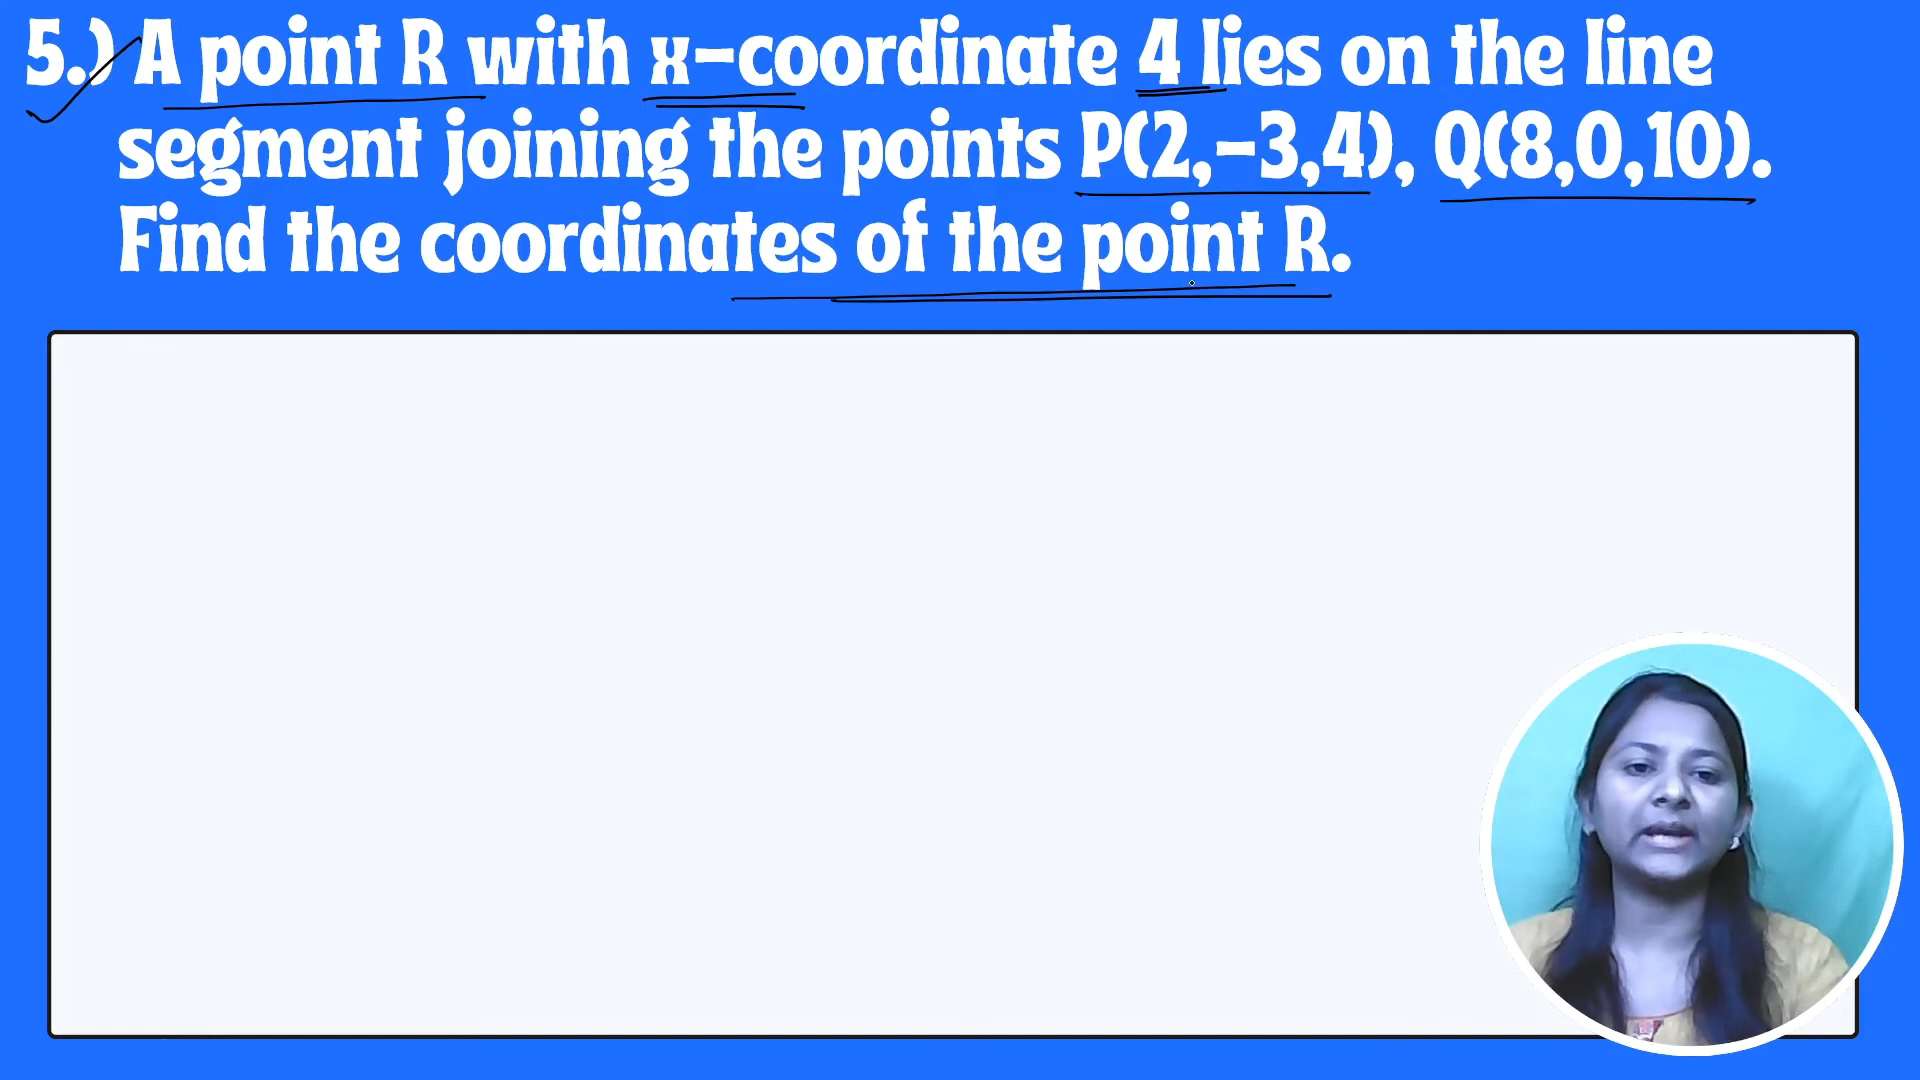 5.) A point R with x-coordinate 4 lies on the line
segment joining the points P(2,-3,4), Q(8,0,10).
Find the coordinates of the point R.